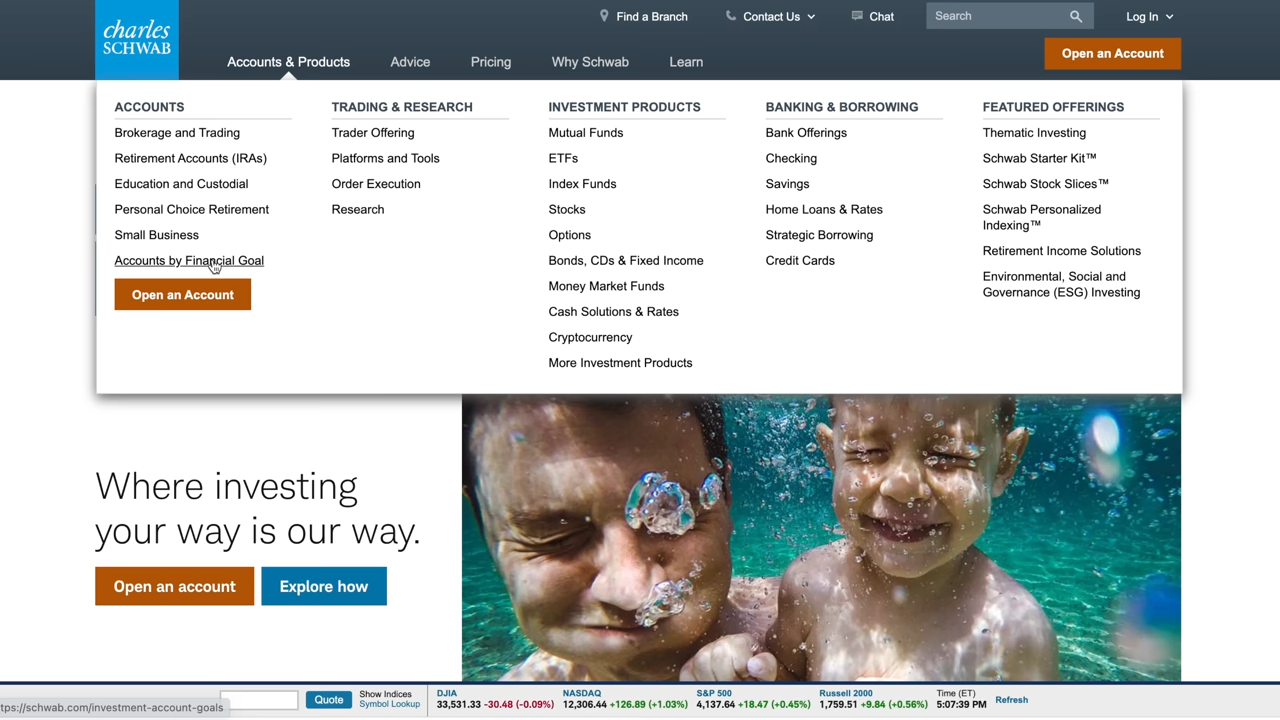 charles
SCHWAB
Find a Branch
Contact Us
Chat
Search
Log In
Accounts & Products
Advice
Pricing
Why Schwab
Learn
Open an Account
ACCOUNTS
Brokerage and Trading
Retirement Accounts (IRAs)
Education and Custodial
Personal Choice Retirement
Small Business
Accounts by Financial Goal
Open an Account
TRADING & RESEARCH
Trader Offering
Platforms and Tools
Order Execution
Research
INVESTMENT PRODUCTS
Mutual Funds
ETFs
Index Funds
Stocks
Options
Bonds, CDs & Fixed Income
Money Market Funds
Cash Solutions & Rates
Cryptocurrency
More Investment Products
BANKING & BORROWING
Bank Offerings
Checking
Savings
Home Loans & Rates
Strategic Borrowing
Credit Cards
FEATURED OFFERINGS
Thematic Investing
Schwab Starter Kit™
Schwab Stock Slices™
Schwab Personalized
Indexing™
Retirement Income Solutions
Environmental, Social and
Governance (ESG) Investing
Where investing
your way is our way.
Open an account
Explore how
tps://schwab.com/investment-account-goals
Quote
Show Indices
Symbol Lookup
DJIA
33,531.33 -30.48 (-0.09%)
NASDAQ
12,306.44 +126.89 (+1.03%)
S&P 500
4,137.64 +18.47 (+0.45%)
Russell 2000
1,759.51 +9.84 (+0.56%)
Time (ET)
5:07:39 PM
Refresh